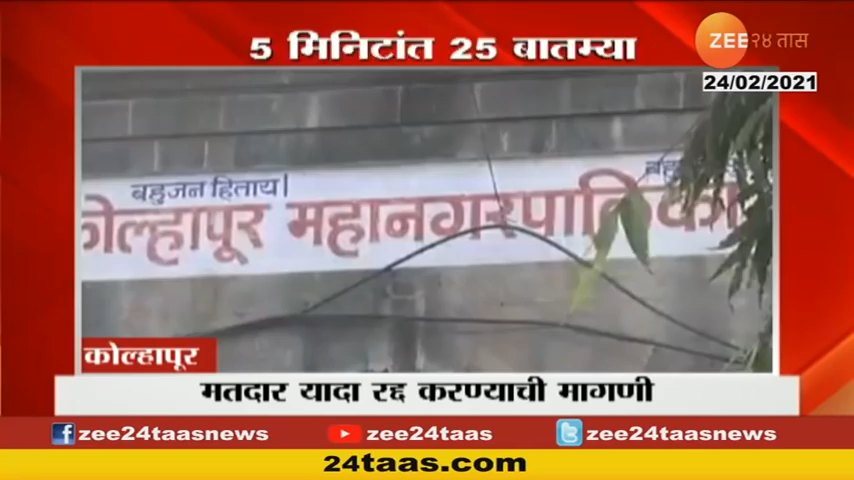 5 मिनिटांत 25 बातम्या
ZEE २४ तास
24/02/2021
बहुजन हिताय।
कोल्हापूर महानगरपालिका
कोल्हापूर
मतदार यादा रद्द करण्याची मागणी
zee24taasnews
zee24taas
zee24taasnews
24taas.com